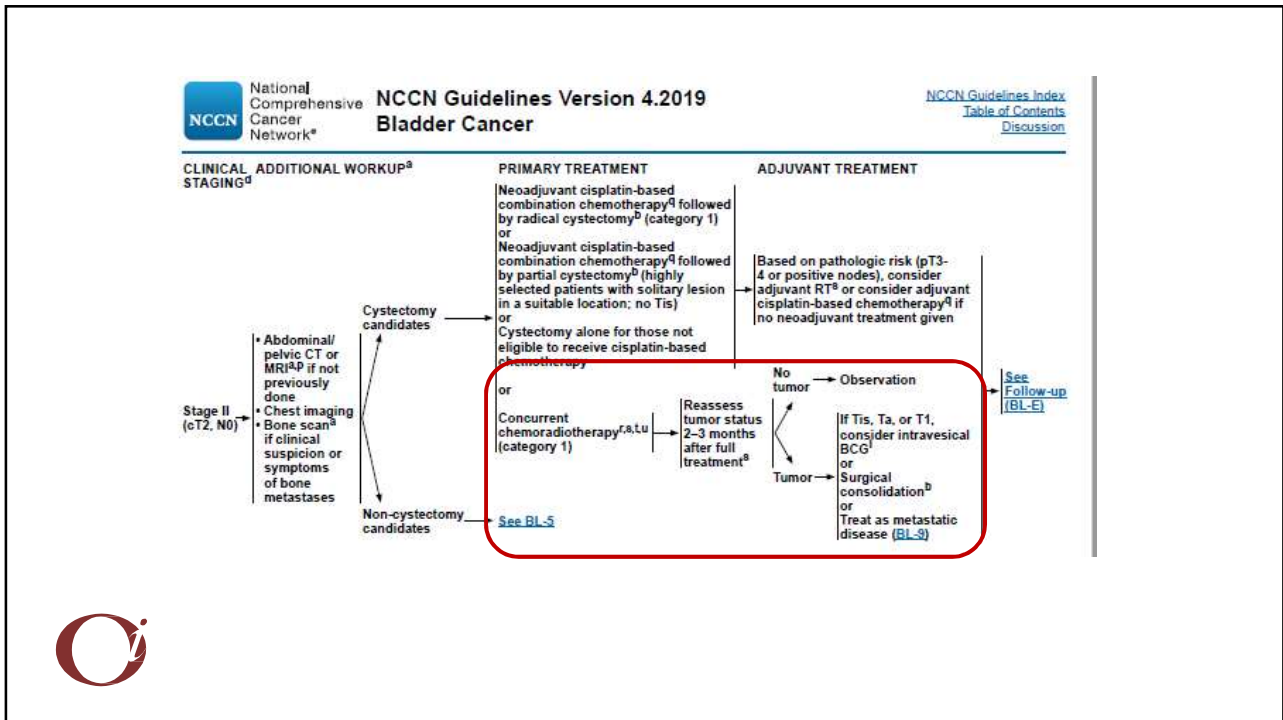 National
Comprehensive
NCCN Cancer
Network®
NCCN Guidelines Version 4.2019
Bladder Cancer
NCCN Guidelines Index
Table of Contents
Discussion
CLINICAL
STAGINGd
ADDITIONAL WORKUPa
PRIMARY TREATMENT
ADJUVANT TREATMENT
Stage II
(cT2, N0)
• Abdominal/
pelvic CT or
MRIa,p if not
previously
done
• Chest imaging
• Bone scana
if clinical
suspicion or
symptoms
of bone
metastases
Cystectomy
candidates
Non-cystectomy
candidates
Neoadjuvant cisplatin-based
combination chemotherapyq followed
by radical cystectomyb (category 1)
or
Neoadjuvant cisplatin-based
combination chemotherapyq followed
by partial cystectomyb (highly
selected patients with solitary lesion
in a suitable location; no Tis)
or
Cystectomy alone for those not
eligible to receive cisplatin-based
chemotherapy
or
Concurrent
chemoradiotherapyr,s,t,u
(category 1)
See BL-5
Reassess
tumor status
2–3 months
after full
treatmenta
No
tumor
Observation
Tumor
If Tis, Ta, or T1,
consider intravesical
BCGl
or
Surgical
consolidationb
or
Treat as metastatic
disease (BL-9)
Based on pathologic risk (pT3-
4 or positive nodes), consider
adjuvant RTs or consider adjuvant
cisplatin-based chemotherapyq if
no neoadjuvant treatment given
See
Follow-up
(BL-E)
Oi